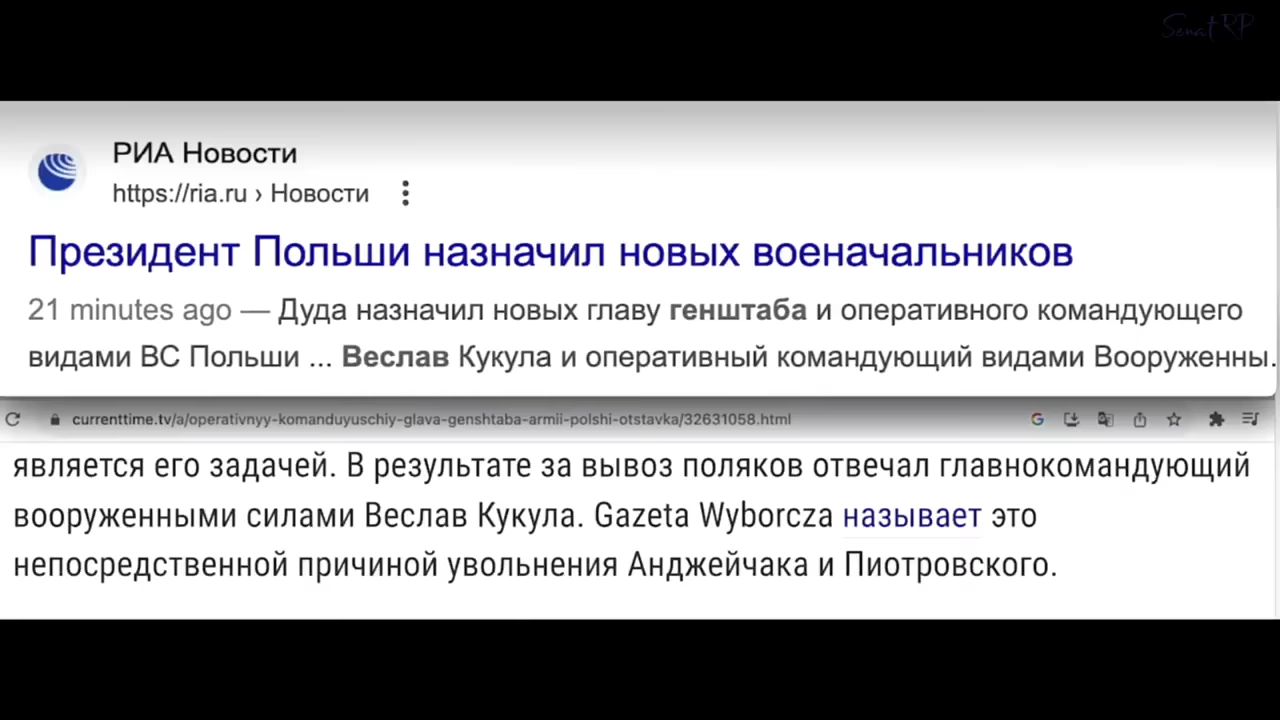 Senat RP
РИА Новости
https://ria.ru › Новости
Президент Польши назначил новых военачальников
21 minutes ago — Дуда назначил новых главу генштаба и оперативного командующего
видами ВС Польши ... Веслав Кукула и оперативный командующий видами Вооруженны.
currenttime.tv/a/operativnyy-komanduyuschiy-glava-genshtaba-armii-polshi-otstavka/32631058.html
является его задачей. В результате за вывоз поляков отвечал главнокомандующий
вооруженными силами Веслав Кукула. Gazeta Wyborcza называет это
непосредственной причиной увольнения Анджейчака и Пиотровского.